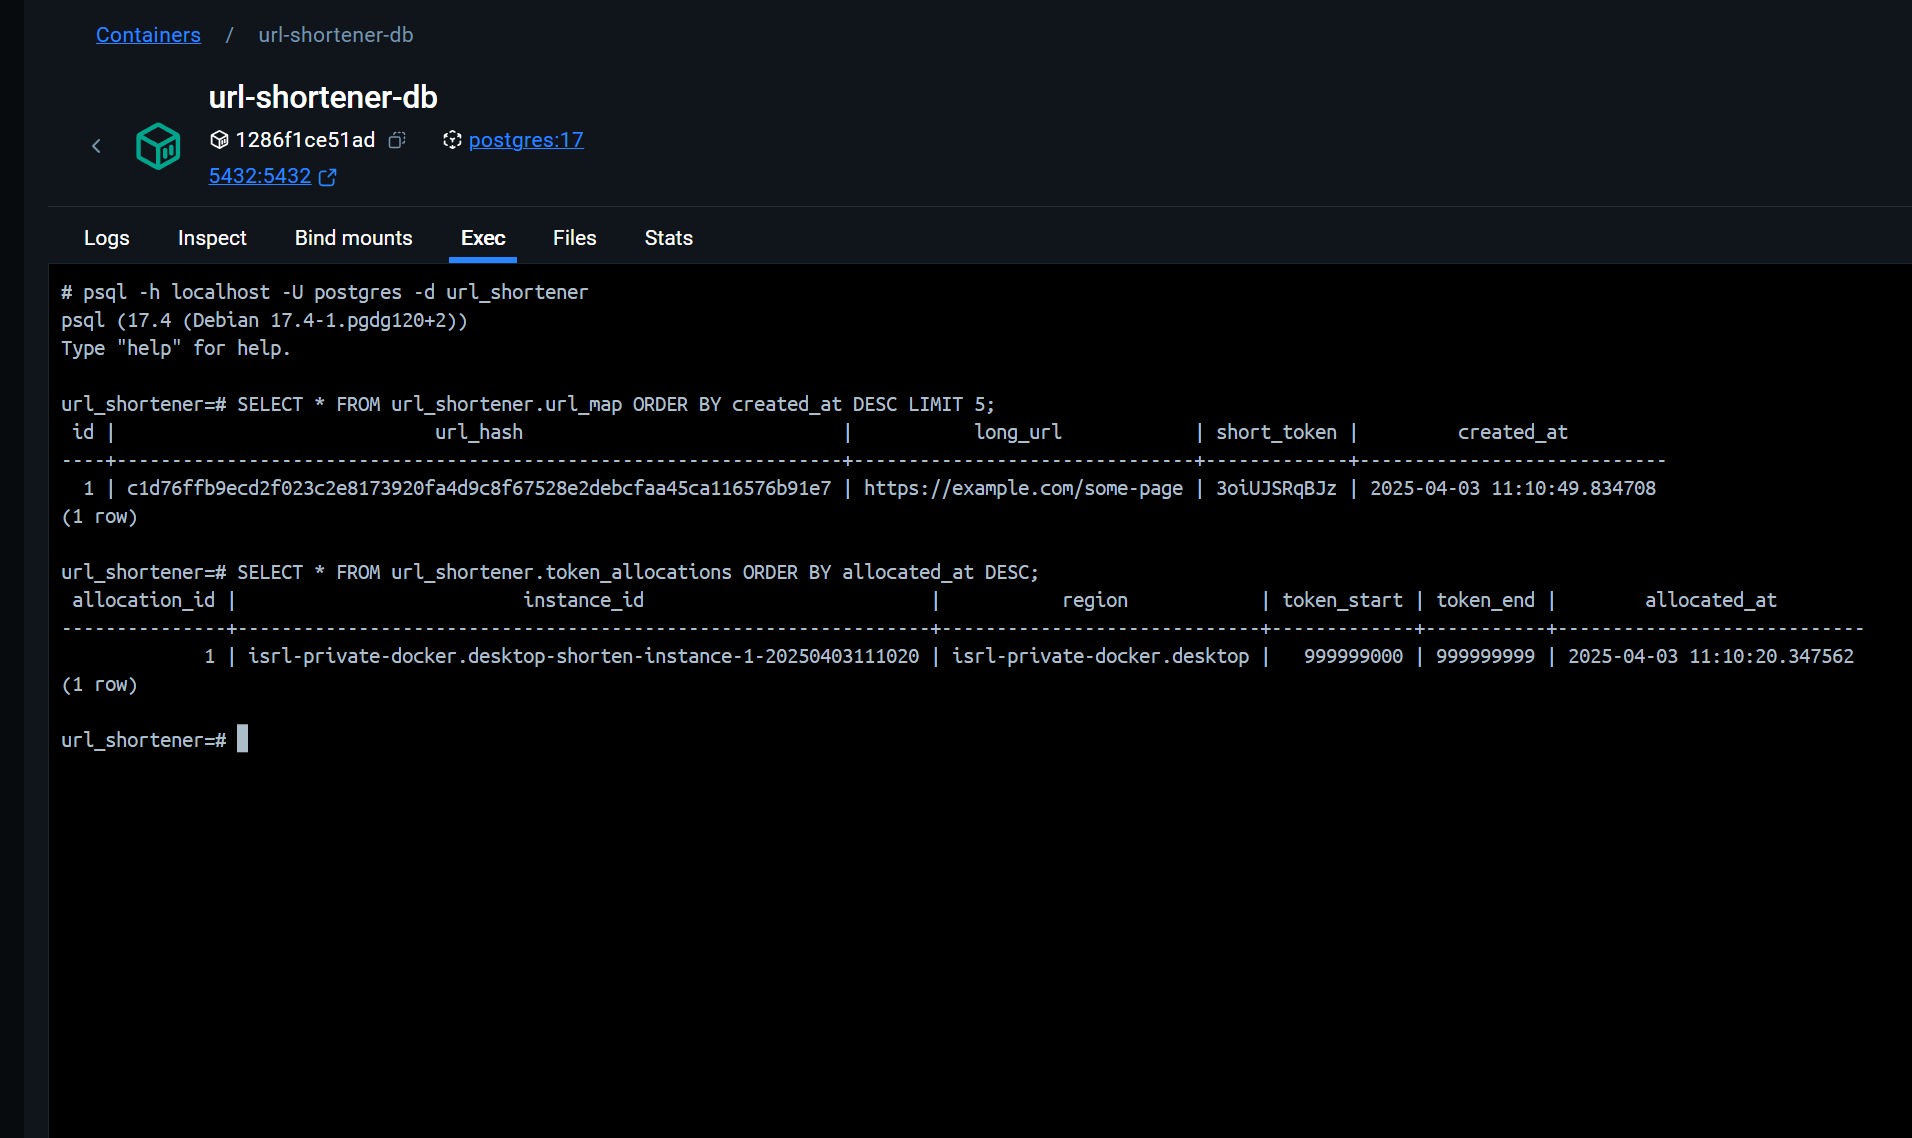 Containers / url-shortener-db
url-shortener-db
1286f1ce51ad postgres:17
5432:5432
Logs Inspect Bind mounts Exec Files Stats
# psql -h localhost -U postgres -d url_shortener
psql (17.4 (Debian 17.4-1.pgdg120+2))
Type "help" for help.
url_shortener=# SELECT * FROM url_shortener.url_map ORDER BY created_at DESC LIMIT 5;
 id |                             url_hash                             |           long_url            | short_token |         created_at
----+------------------------------------------------------------------+-------------------------------+-------------+----------------------------
  1 | c1d76ffb9ecd2f023c2e8173920fa4d9c8f67528e2debcfaa45ca116576b91e7 | https://example.com/some-page | 3oiUJSRqBJz | 2025-04-03 11:10:49.834708
(1 row)
url_shortener=# SELECT * FROM url_shortener.token_allocations ORDER BY allocated_at DESC;
 allocation_id |                          instance_id                          |           region            | token_start | token_end |        allocated_at
---------------+---------------------------------------------------------------+-----------------------------+-------------+-----------+----------------------------
             1 | isrl-private-docker.desktop-shorten-instance-1-20250403111020 | isrl-private-docker.desktop |   999999000 | 999999999 | 2025-04-03 11:10:20.347562
(1 row)
url_shortener=#